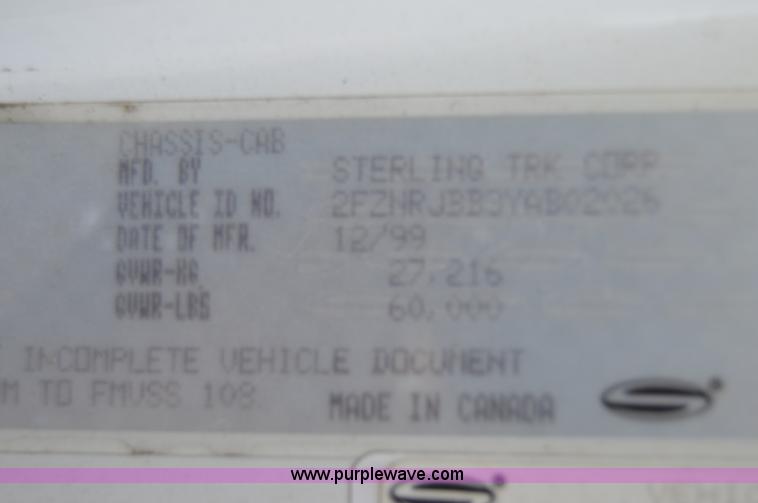 CHASSIS-CAB
MFD. BY STERLING TRK CORP
VEHICLE ID NO. 2FZNRJBB3YAB02026
DATE OF MFR. 12/99
GVWR-KG. 27,216
GVWR-LBS 60,000
INCOMPLETE VEHICLE DOCUMENT
TO FMVSS 108.
MADE IN CANADA
www.purplewave.com